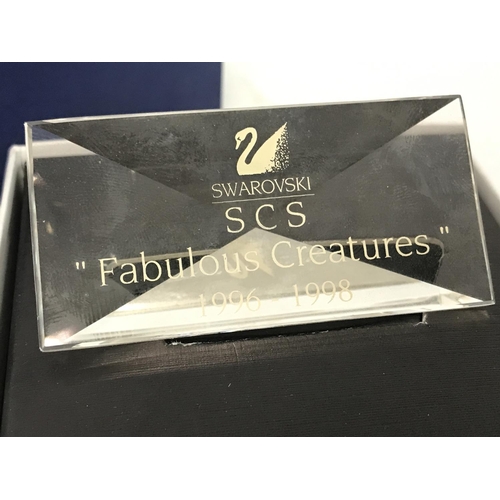 SWAROVSKI
SCS
" Fabulous Creatures "
1996 - 1998